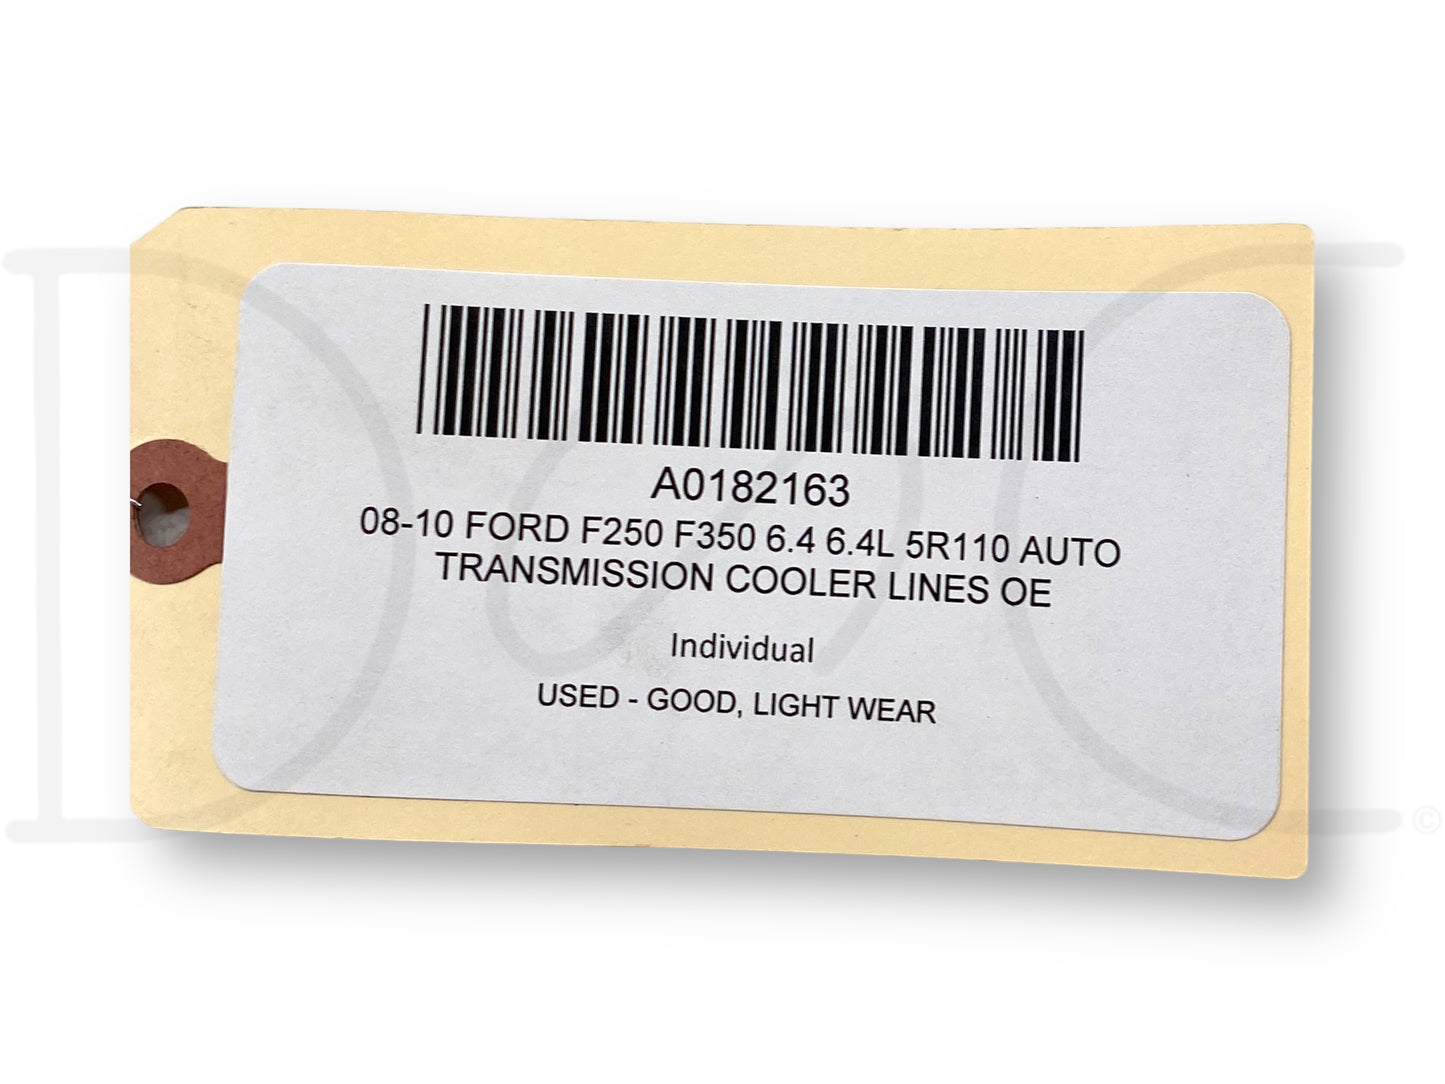 A0182163
08-10 FORD F250 F350 6.4 6.4L 5R110 AUTO
TRANSMISSION COOLER LINES OE
Individual
USED - GOOD, LIGHT WEAR
©